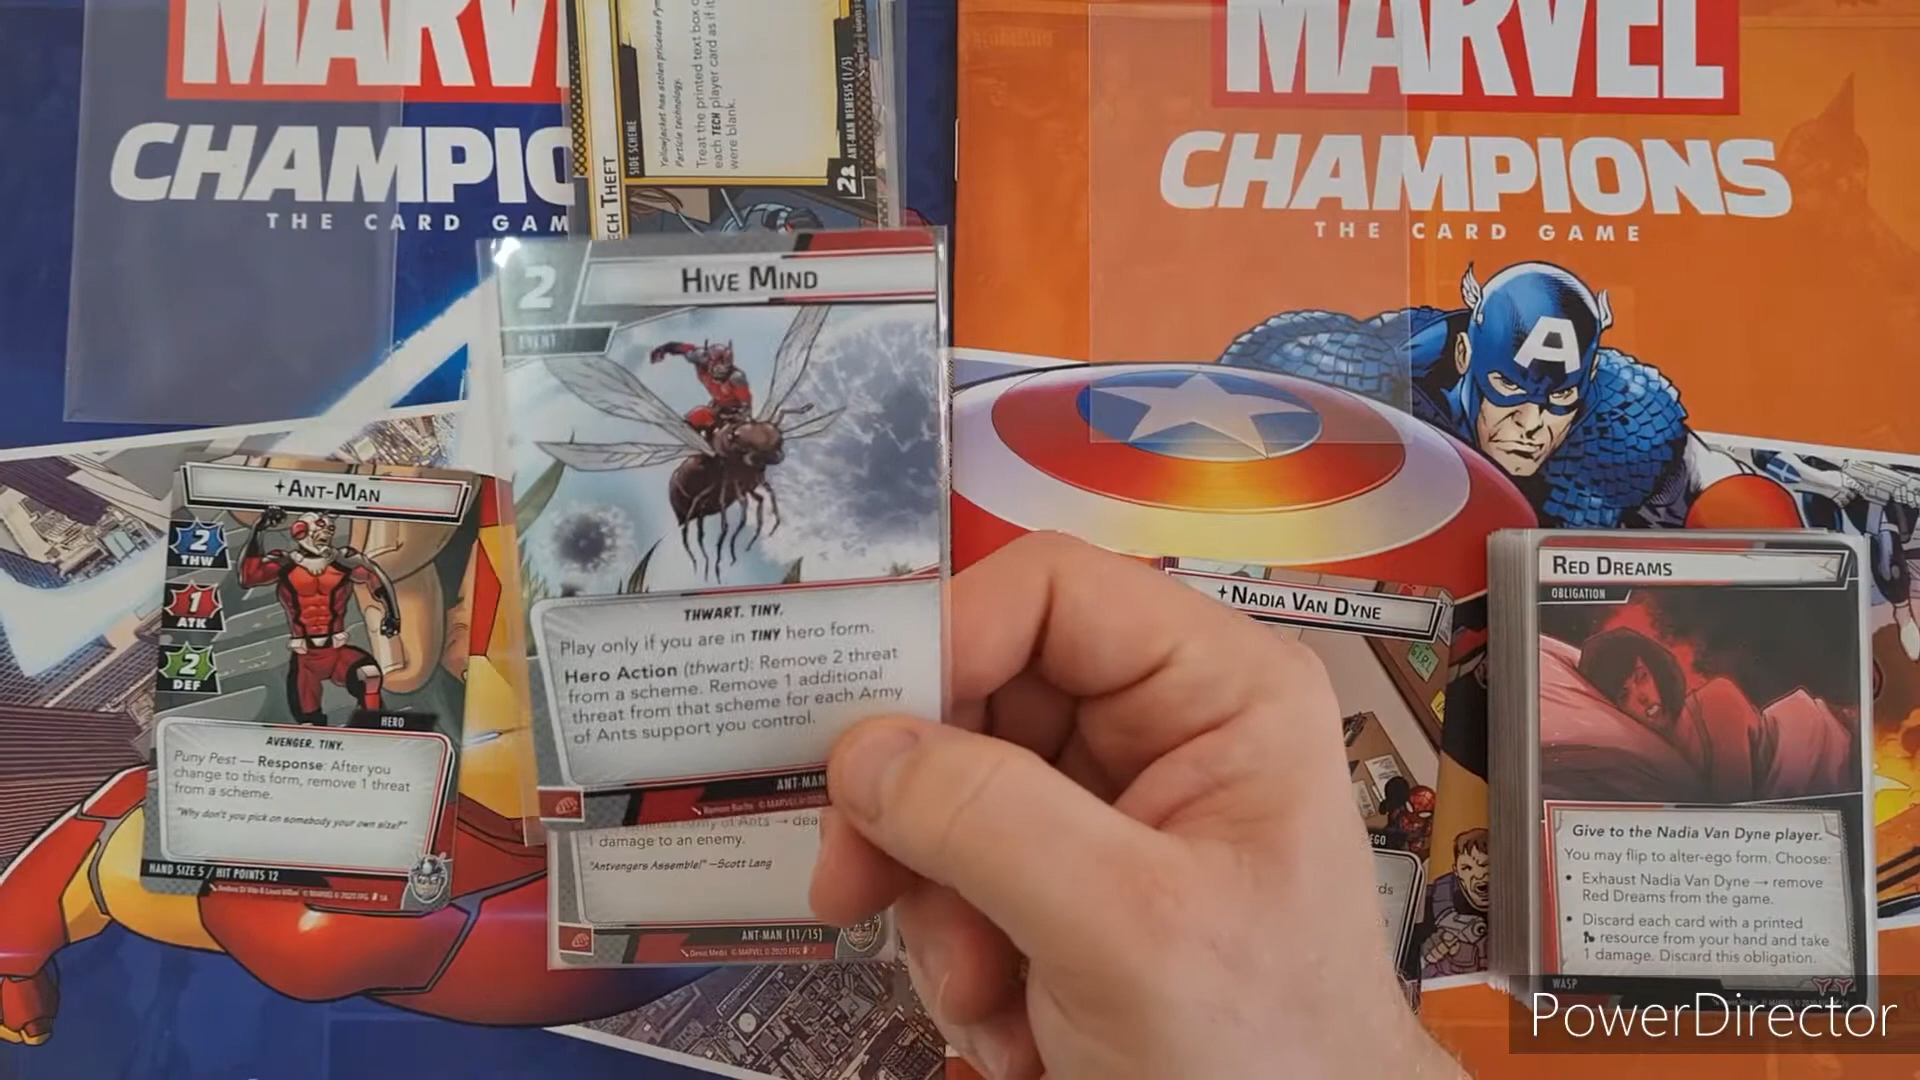 MARV
CHAMPIO
THE CARD GAM
MARVEL
CHAMPIONS
THE CARD GAME
ECH THEFT
SIDE SCHEME
Yellowjacket has stolen priceless Pym
Particle technology.
Treat the printed text box o
each TECH player card as if it
were blank.
ANT-MAN NEMESIS (1/5)
2
HIVE MIND
2
EVENT
THWART. TINY.
Play only if you are in TINY hero form.
Hero Action (thwart): Remove 2 threat
from a scheme. Remove 1 additional
threat from that scheme for each Army
of Ants support you control.
ANT-MAN
Army of Ants → dea
1 damage to an enemy.
"Antvengers Assemble!" —Scott Lang
ANT-MAN (11/15)
ANT-MAN
2
THW
1
ATK
2
DEF
HERO
AVENGER. TINY.
Puny Pest — Response: After you
change to this form, remove 1 threat
from a scheme.
"Why don't you pick on somebody your own size?"
HAND SIZE 5 / HIT POINTS 12
A
NADIA VAN DYNE
GIRL
EGO
rds
RED DREAMS
OBLIGATION
Give to the Nadia Van Dyne player.
You may flip to alter-ego form. Choose:
• Exhaust Nadia Van Dyne → remove
Red Dreams from the game.
• Discard each card with a printed
resource from your hand and take
1 damage. Discard this obligation.
WASP
PowerDirector